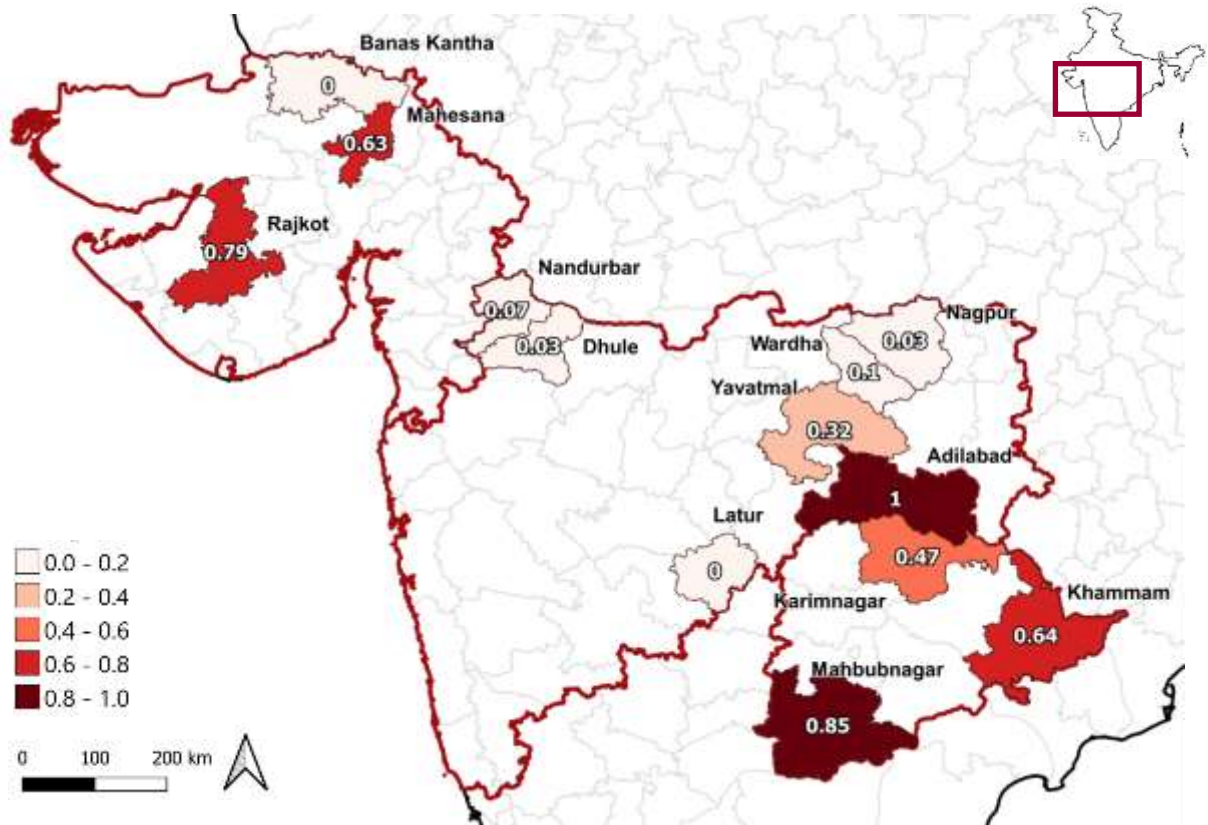 Banas Kantha
0
Mahesana
0.63
Rajkot
0.79
Nandurbar
0.07
0.03
Dhule
Nagpur
Wardha
0.03
0.1
Yavatmal
0.32
Adilabad
1
Latur
0
0.47
Karimnagar
Khammam
0.64
Mahbubnagar
0.85
0.0 - 0.2
0.2 - 0.4
0.4 - 0.6
0.6 - 0.8
0.8 - 1.0
0 100 200 km